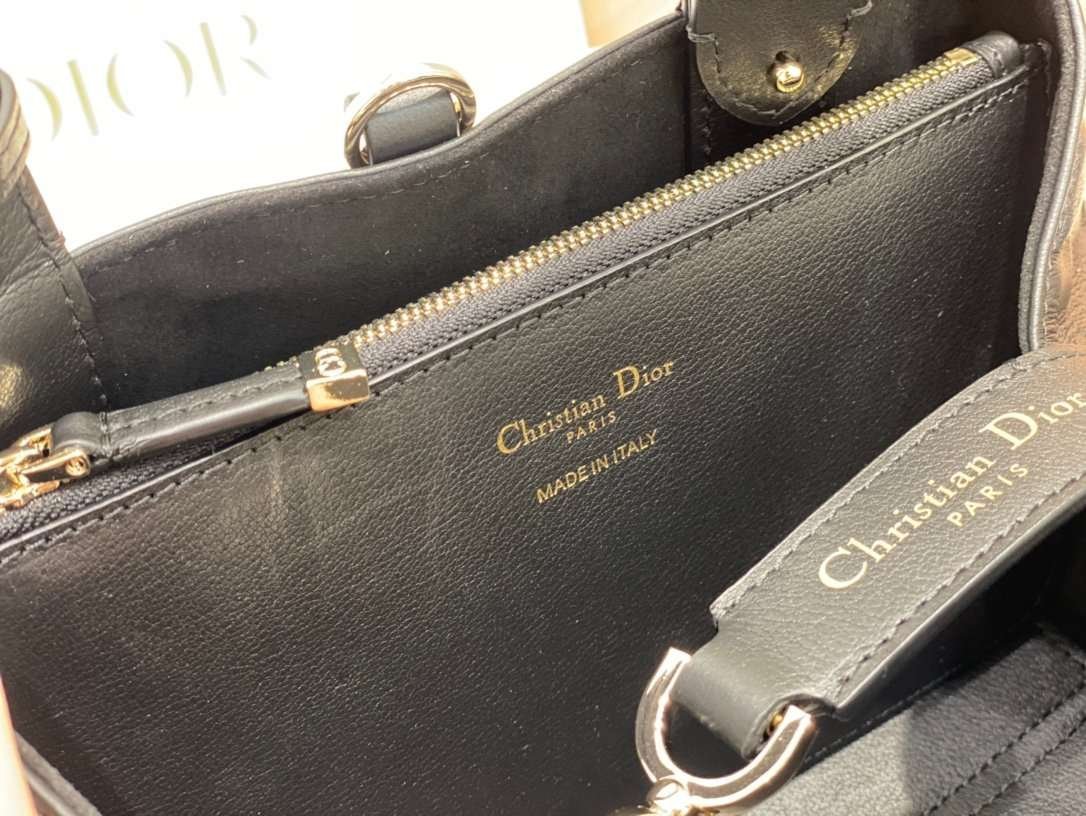 DIOR
Christian Dior
PARIS
MADE IN ITALY
Christian Dior
PARIS